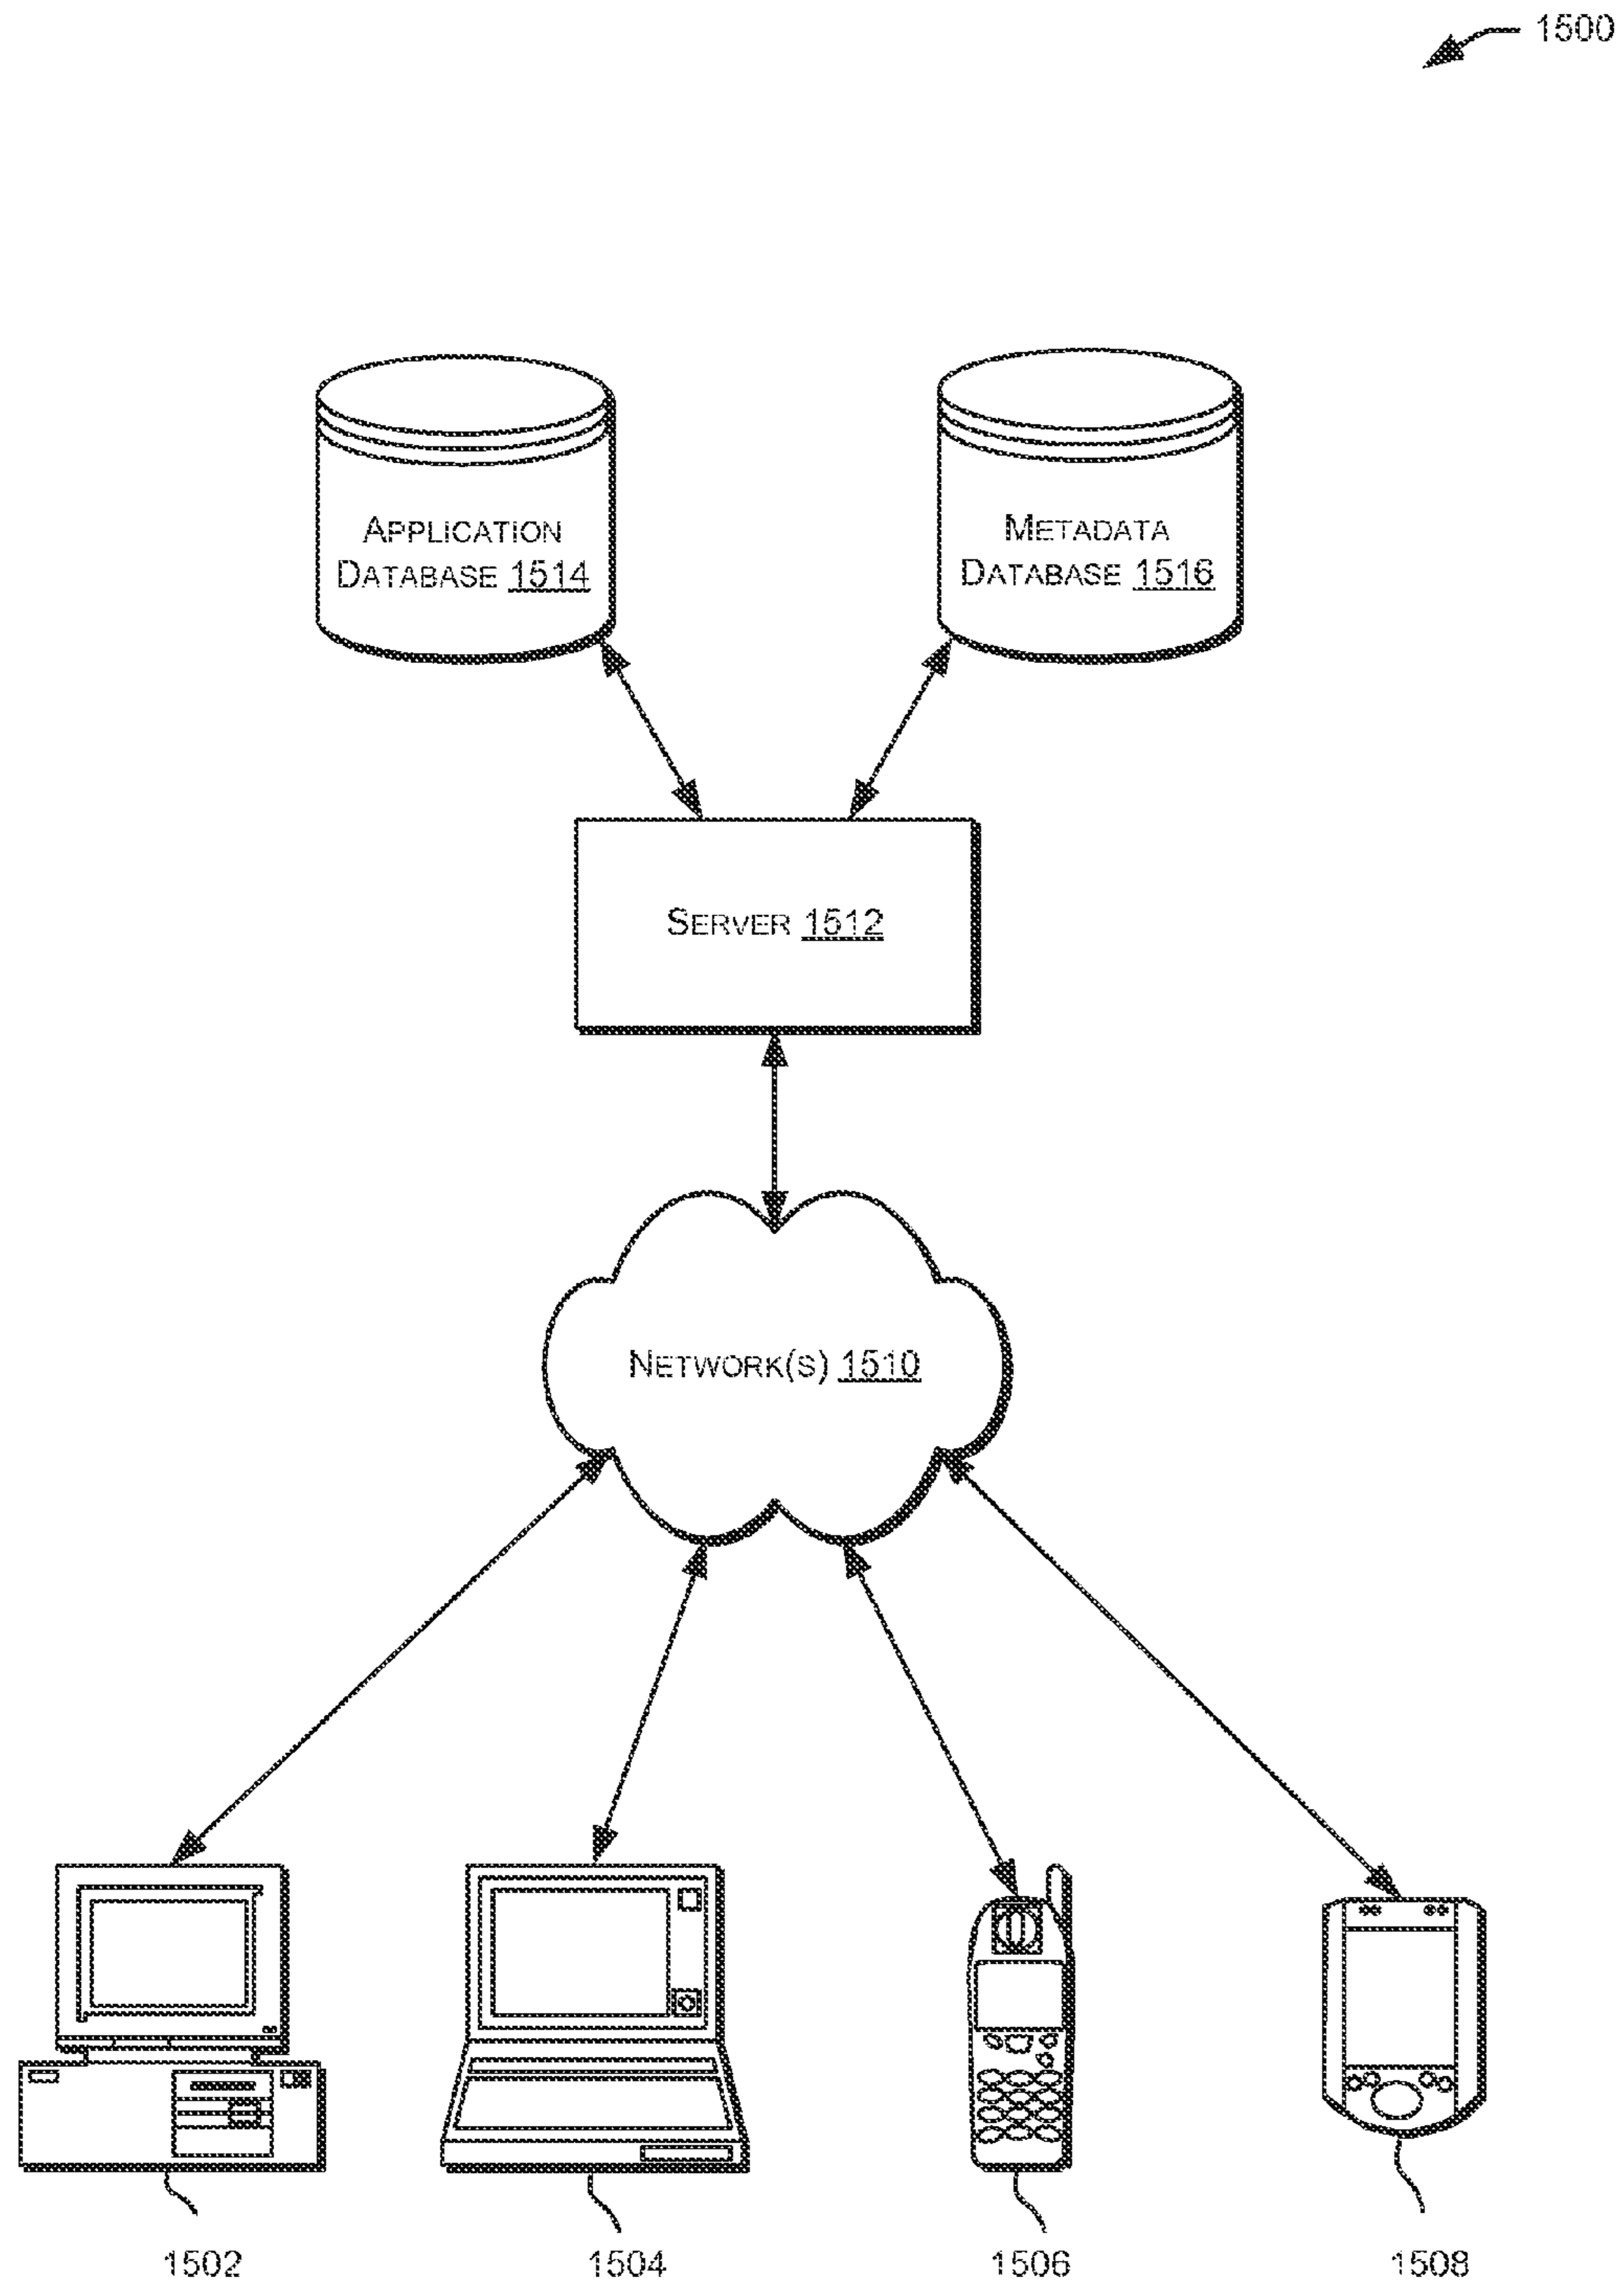 1500
APPLICATION
DATABASE 1514
METADATA
DATABASE 1516
SERVER 1512
NETWORK(S) 1510
1502
1504
1506
1508